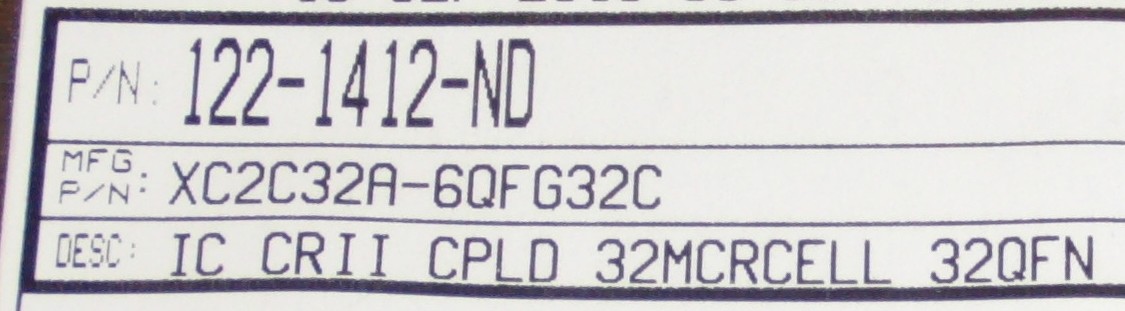 P/N: 122-1412-ND
MFG P/N: XC2C32A-6QFG32C
DESC: IC CRII CPLD 32MCRCELL 32QFN